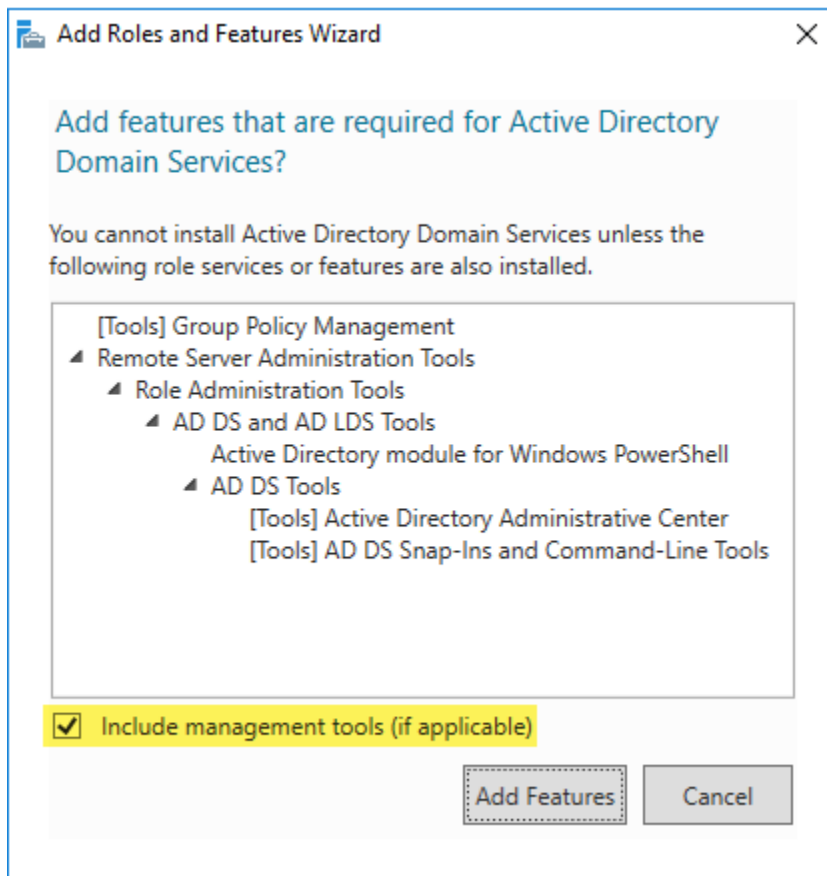 Add Roles and Features Wizard
Add features that are required for Active Directory
Domain Services?
You cannot install Active Directory Domain Services unless the
following role services or features are also installed.
[Tools] Group Policy Management
Remote Server Administration Tools
Role Administration Tools
AD DS and AD LDS Tools
Active Directory module for Windows PowerShell
AD DS Tools
[Tools] Active Directory Administrative Center
[Tools] AD DS Snap-Ins and Command-Line Tools
Include management tools (if applicable)
Add Features Cancel